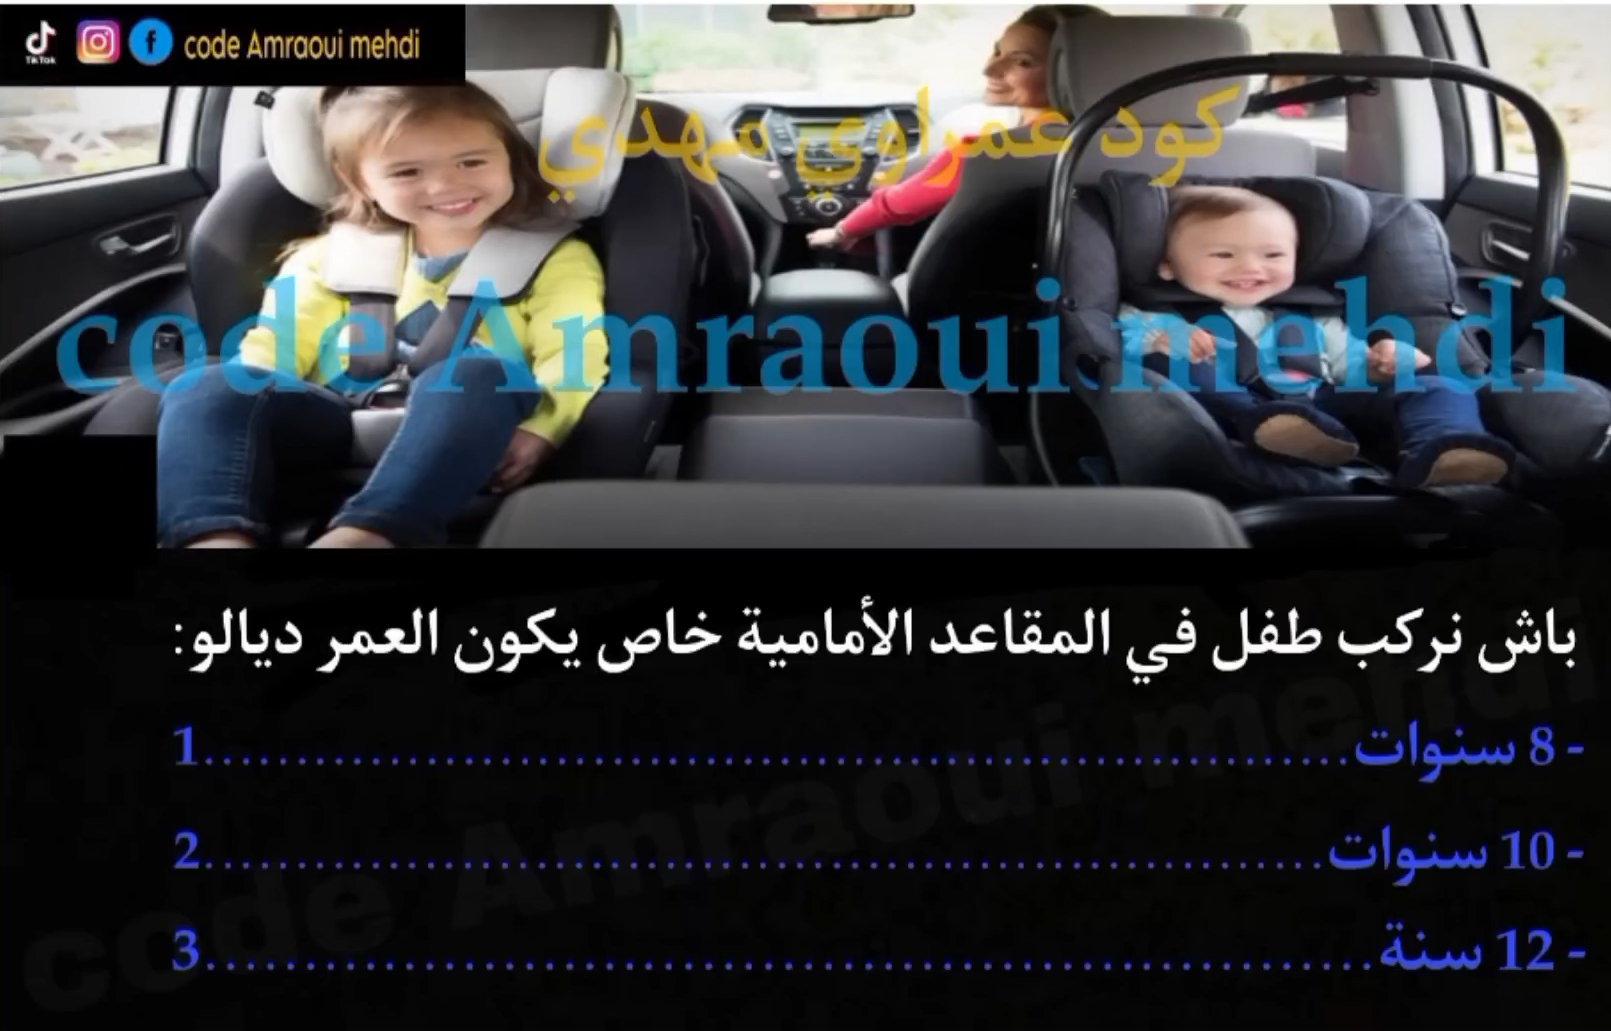 TikTok
code Amraoui mehdi
كود عمراوي مهدي
code Amraoui mehdi
باش نركب طفل في المقاعد الأمامية خاص يكون العمر ديالو:
- 8 سنوات..................................................1
- 10 سنوات..................................................2
- 12 سنة..................................................3
code Amraoui mehdi